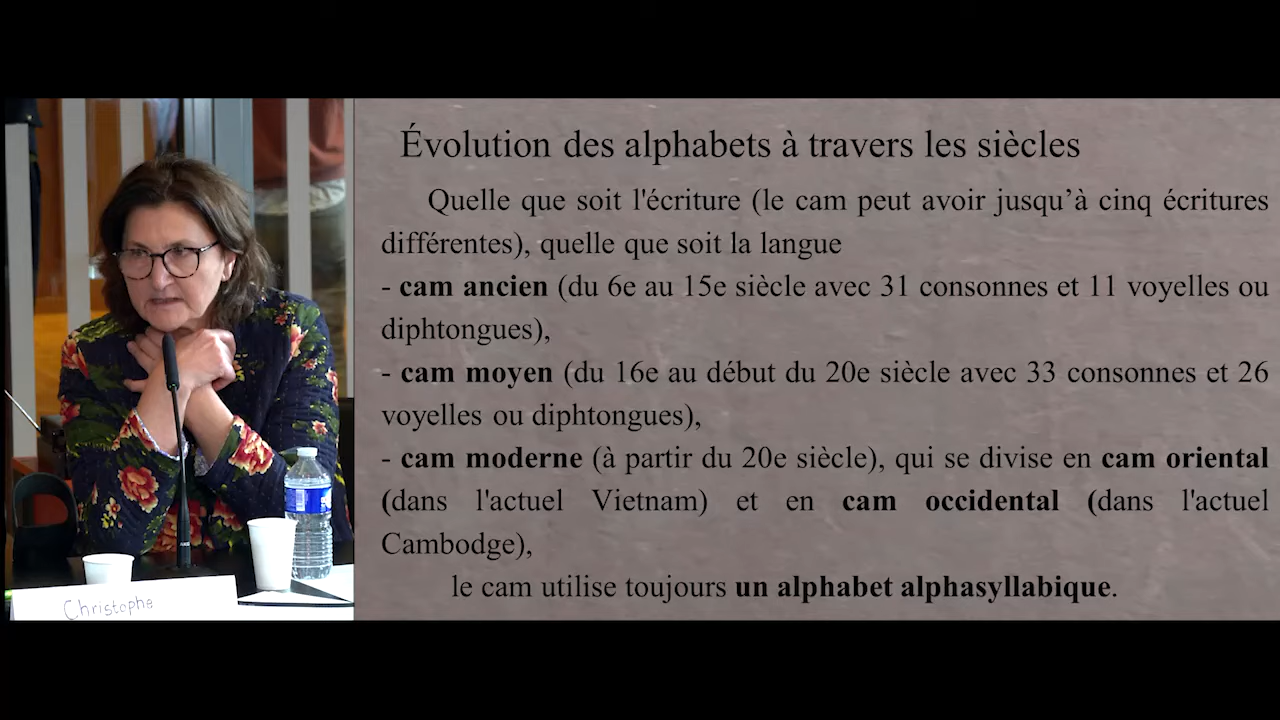 Évolution des alphabets à travers les siècles
Quelle que soit l'écriture (le cam peut avoir jusqu’à cinq écritures
différentes), quelle que soit la langue
- cam ancien (du 6e au 15e siècle avec 31 consonnes et 11 voyelles ou
diphtongues),
- cam moyen (du 16e au début du 20e siècle avec 33 consonnes et 26
voyelles ou diphtongues),
- cam moderne (à partir du 20e siècle), qui se divise en cam oriental
(dans l'actuel Vietnam) et en cam occidental (dans l'actuel
Cambodge),
le cam utilise toujours un alphabet alphasyllabique.
Christophe